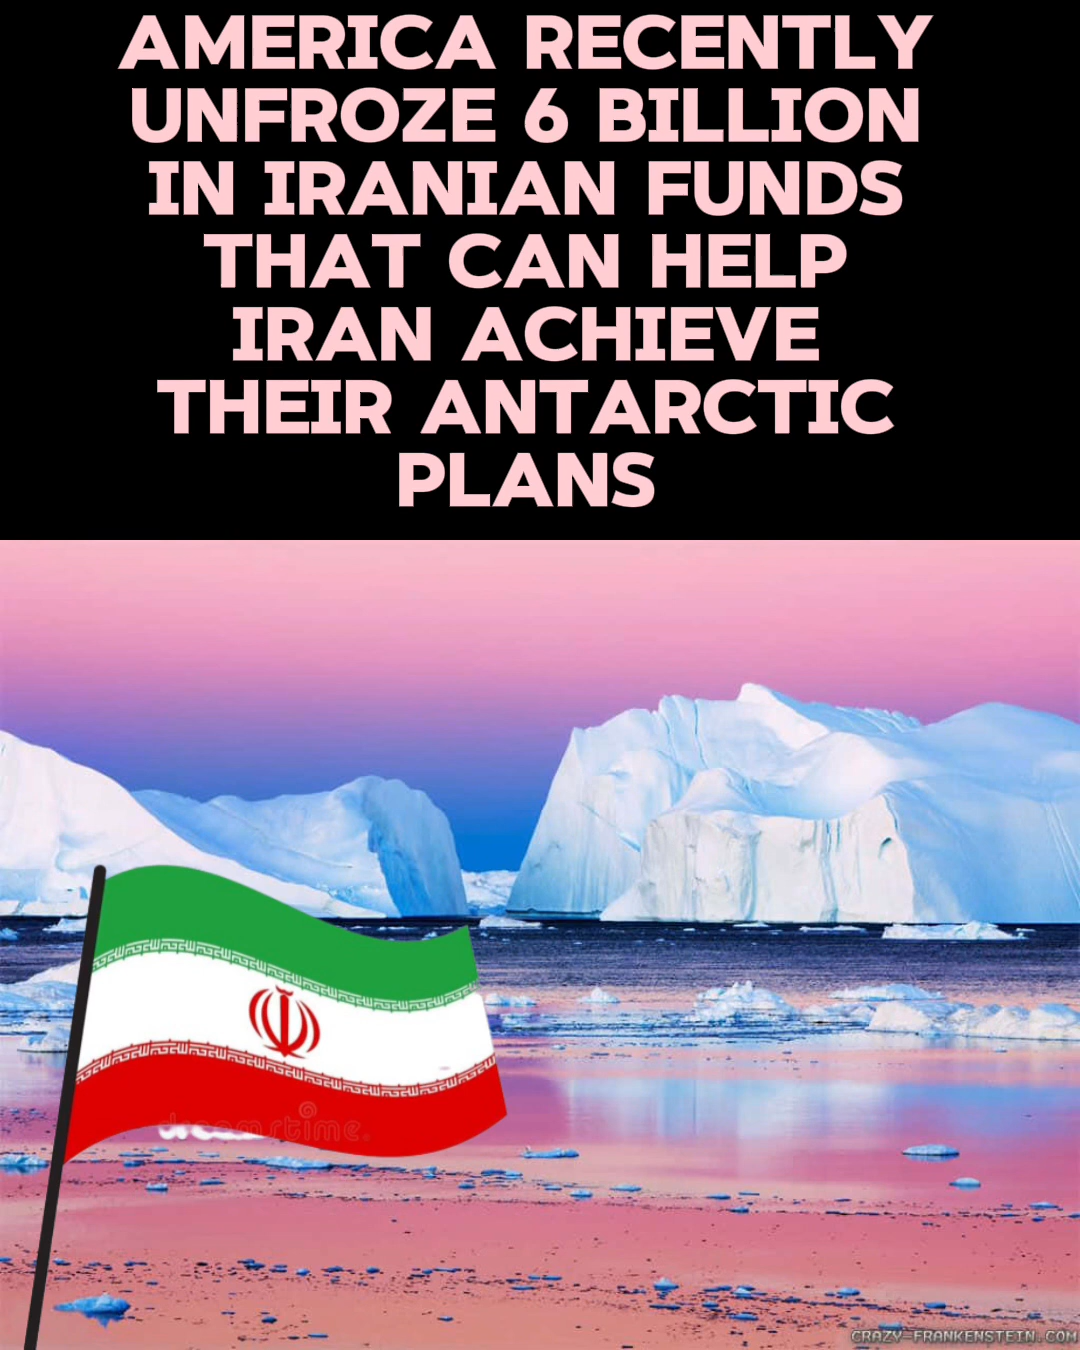 AMERICA RECENTLY
UNFROZE 6 BILLION
IN IRANIAN FUNDS
THAT CAN HELP
IRAN ACHIEVE
THEIR ANTARCTIC
PLANS
dreamstime.
CRAZY-FRANKENSTEIN.COM